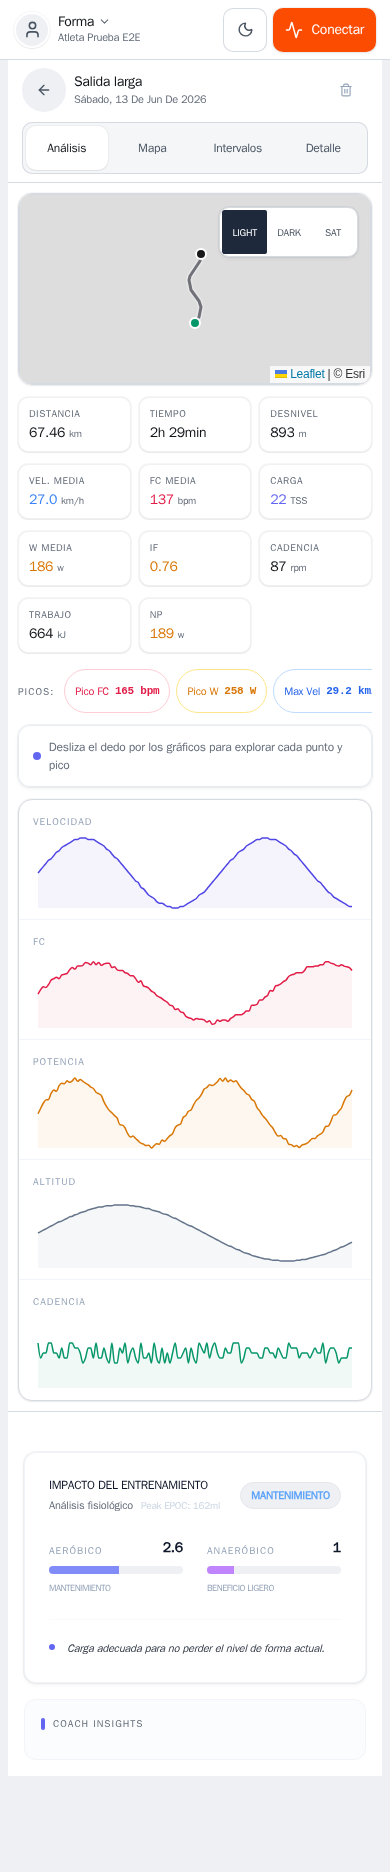 Forma
Atleta Prueba E2E
Conectar
Salida larga
Sábado, 13 De Jun De 2026
Análisis
Mapa
Intervalos
Detalle
LIGHT DARK SAT
Leaflet | © Esri
DISTANCIA
67.46 km
TIEMPO
2h 29min
DESNIVEL
893 m
VEL. MEDIA
27.0 km/h
FC MEDIA
137 bpm
CARGA
22 TSS
W MEDIA
186 w
IF
0.76
CADENCIA
87 rpm
TRABAJO
664 kJ
NP
189 w
PICOS: Pico FC 165 bpm Pico W 258 W Max Vel 29.2 km
Desliza el dedo por los gráficos para explorar cada punto y
pico
VELOCIDAD
FC
POTENCIA
ALTITUD
CADENCIA
IMPACTO DEL ENTRENAMIENTO
Análisis fisiológico Peak EPOC: 162ml
MANTENIMIENTO
AERÓBICO 2.6
MANTENIMIENTO
ANAERÓBICO 1
BENEFICIO LIGERO
Carga adecuada para no perder el nivel de forma actual.
COACH INSIGHTS